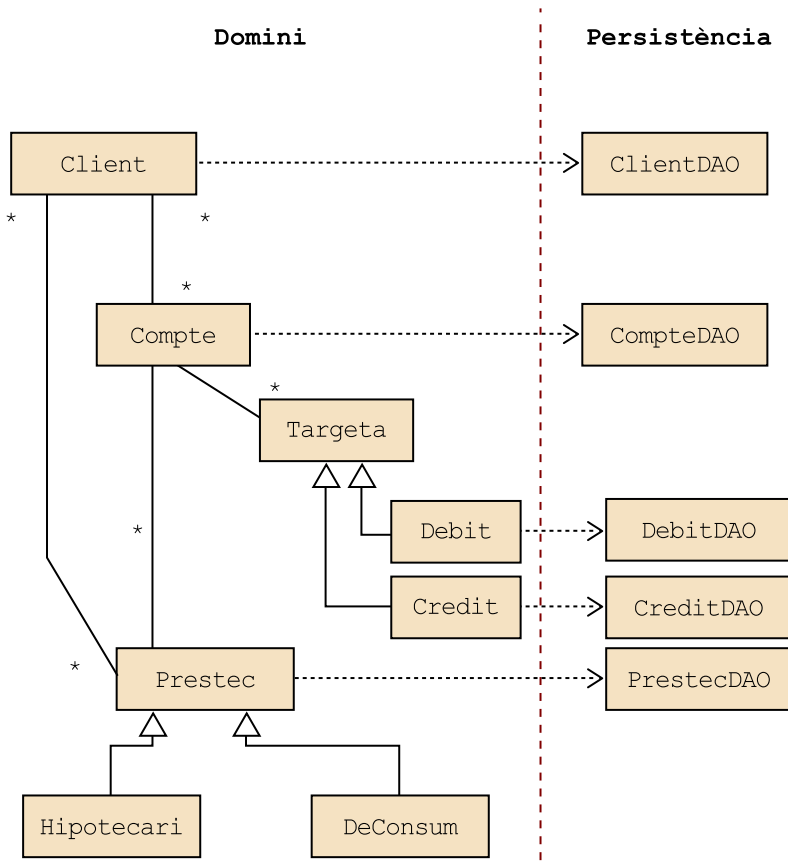 Domini
Persistència
Client
ClientDAO
*
*
*
Compte
CompteDAO
*
Targeta
Debit
DebitDAO
*
Credit
CreditDAO
*
Prestec
PrestecDAO
Hipotecari
DeConsum